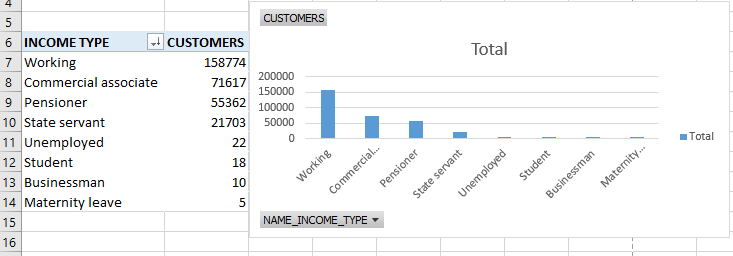 4
5
6 INCOME TYPE CUSTOMERS
7 Working 158774
8 Commercial associate 71617
9 Pensioner 55362
10 State servant 21703
11 Unemployed 22
12 Student 18
13 Businessman 10
14 Maternity leave 5
15
16
CUSTOMERS
Total
200000
150000
100000
50000
0
Working
Commercial...
Pensioner
State servant
Unemployed
Student
Businessman
Maternity...
Total
NAME_INCOME_TYPE